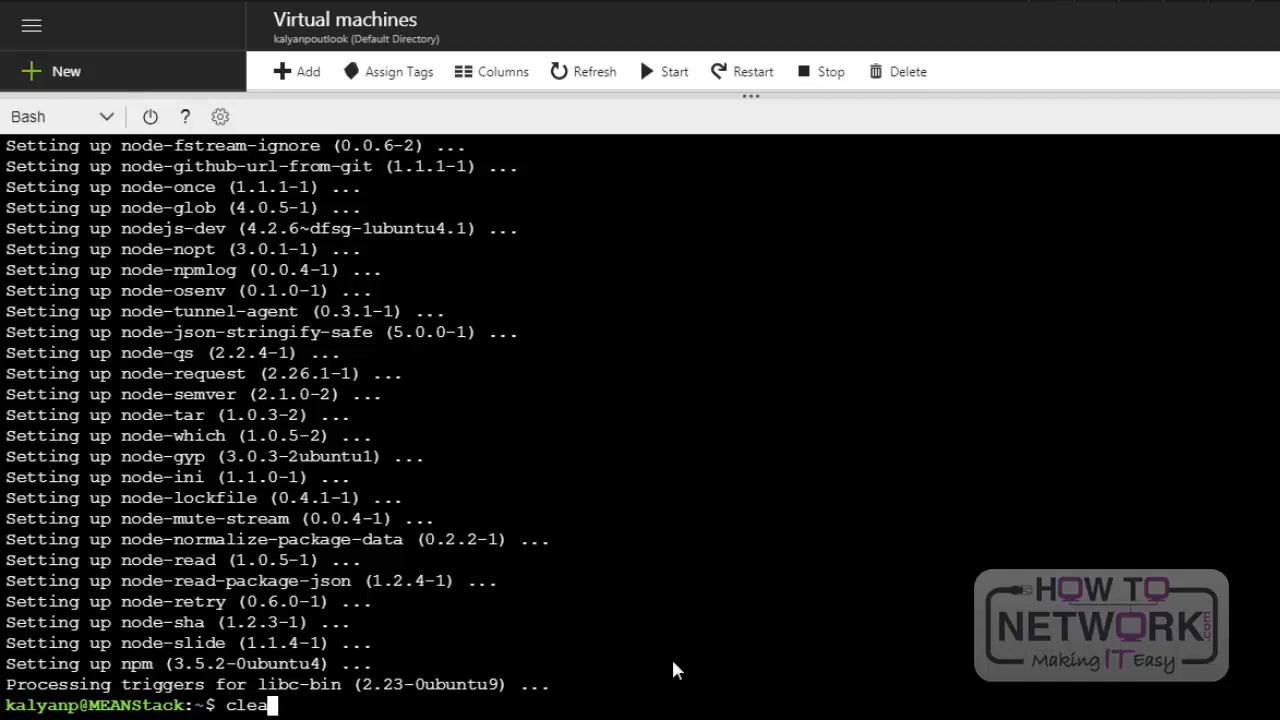 Virtual machines
kalyanpoutlook (Default Directory)
New
Add Assign Tags Columns Refresh Start Restart Stop Delete
Bash ?
Setting up node-fstream-ignore (0.0.6-2) ...
Setting up node-github-url-from-git (1.1.1-1) ...
Setting up node-once (1.1.1-1) ...
Setting up node-glob (4.0.5-1) ...
Setting up nodejs-dev (4.2.6~dfsg-1ubuntu4.1) ...
Setting up node-nopt (3.0.1-1) ...
Setting up node-npmlog (0.0.4-1) ...
Setting up node-osenv (0.1.0-1) ...
Setting up node-tunnel-agent (0.3.1-1) ...
Setting up node-json-stringify-safe (5.0.0-1) ...
Setting up node-qs (2.2.4-1) ...
Setting up node-request (2.26.1-1) ...
Setting up node-semver (2.1.0-2) ...
Setting up node-tar (1.0.3-2) ...
Setting up node-which (1.0.5-2) ...
Setting up node-gyp (3.0.3-2ubuntu1) ...
Setting up node-ini (1.1.0-1) ...
Setting up node-lockfile (0.4.1-1) ...
Setting up node-mute-stream (0.0.4-1) ...
Setting up node-normalize-package-data (0.2.2-1) ...
Setting up node-read (1.0.5-1) ...
Setting up node-read-package-json (1.2.4-1) ...
Setting up node-retry (0.6.0-1) ...
Setting up node-sha (1.2.3-1) ...
Setting up node-slide (1.1.4-1) ...
Setting up npm (3.5.2-0ubuntu4) ...
Processing triggers for libc-bin (2.23-0ubuntu9) ...
kalyanp@MEANStack:~$ clea
HOW TO
NETWORK.com
Making IT Easy